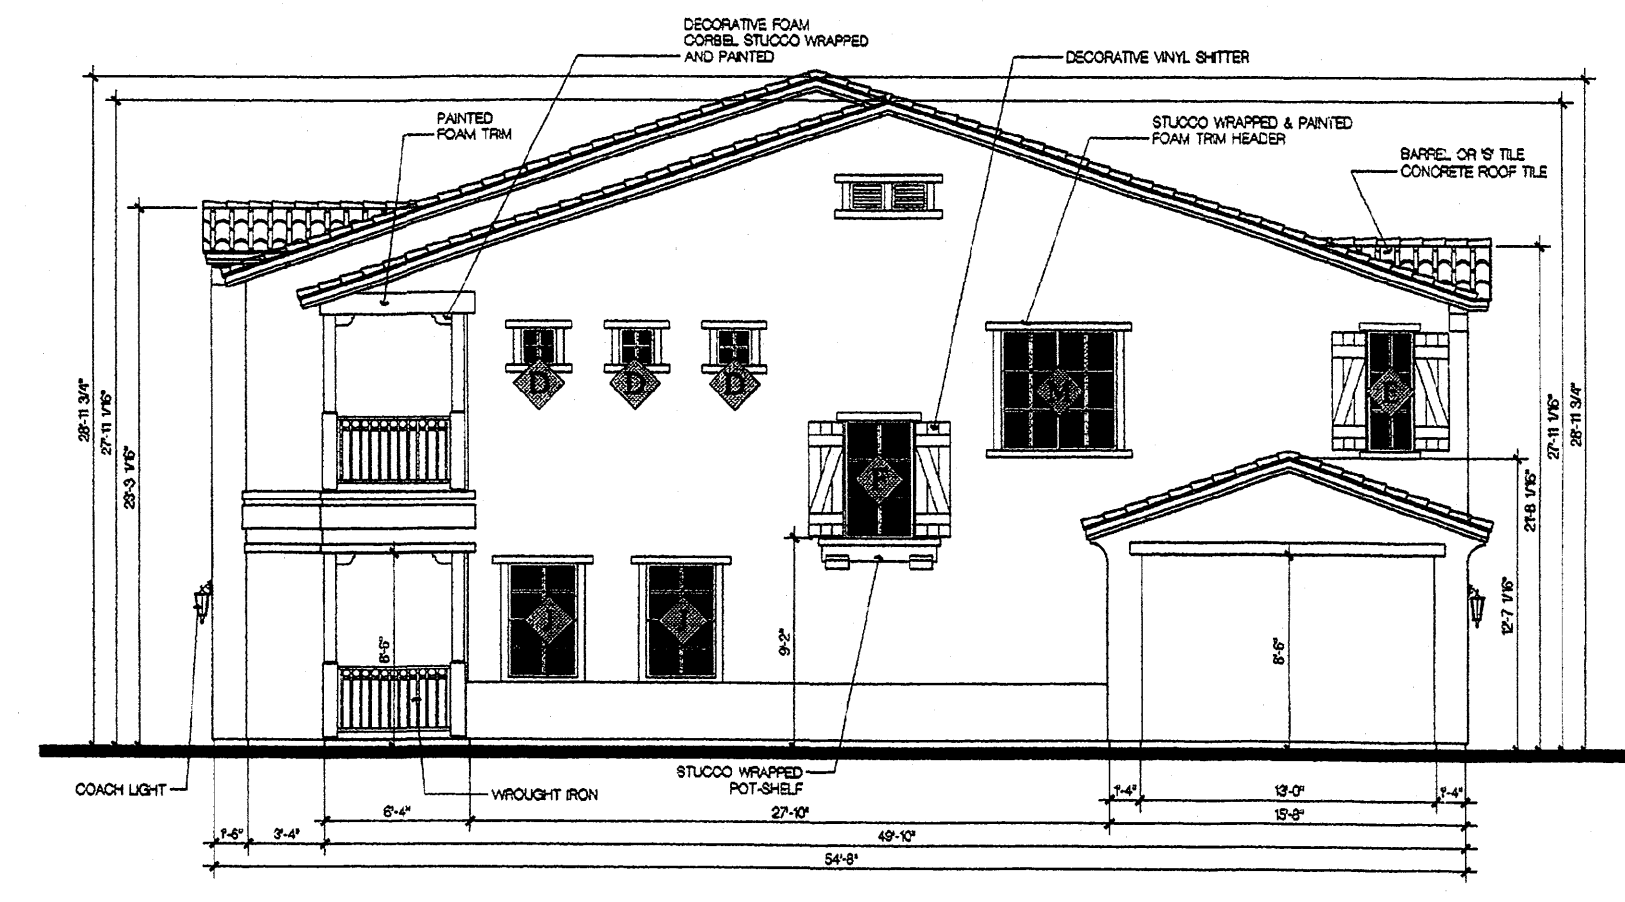 DECORATIVE FOAM
CORBEL STUCCO WRAPPED
AND PAINTED
DECORATIVE VINYL SHTTER
PAINTED
FOAM TRIM
STUCCO WRAPPED & PAINTED
FOAM TRIM HEADER
BARREL OR 'S' TILE
CONCRETE ROOF TILE
28'-11 3/4"
27'-11 1/16"
23'-3 1/16"
D
D
D
M
E
F
J
I
27'-11 1/16"
28'-11 3/4"
21'-8 1/16"
12'-7 1/16"
8'-6"
9'-2"
8'-6"
COACH LIGHT
WROUGHT IRON
STUCCO WRAPPED
POT-SHELF
1'-4"
13'-0"
1'-4"
6'-4"
27'-10"
15'-8"
1'-6"
3'-4"
49'-10"
54'-8"